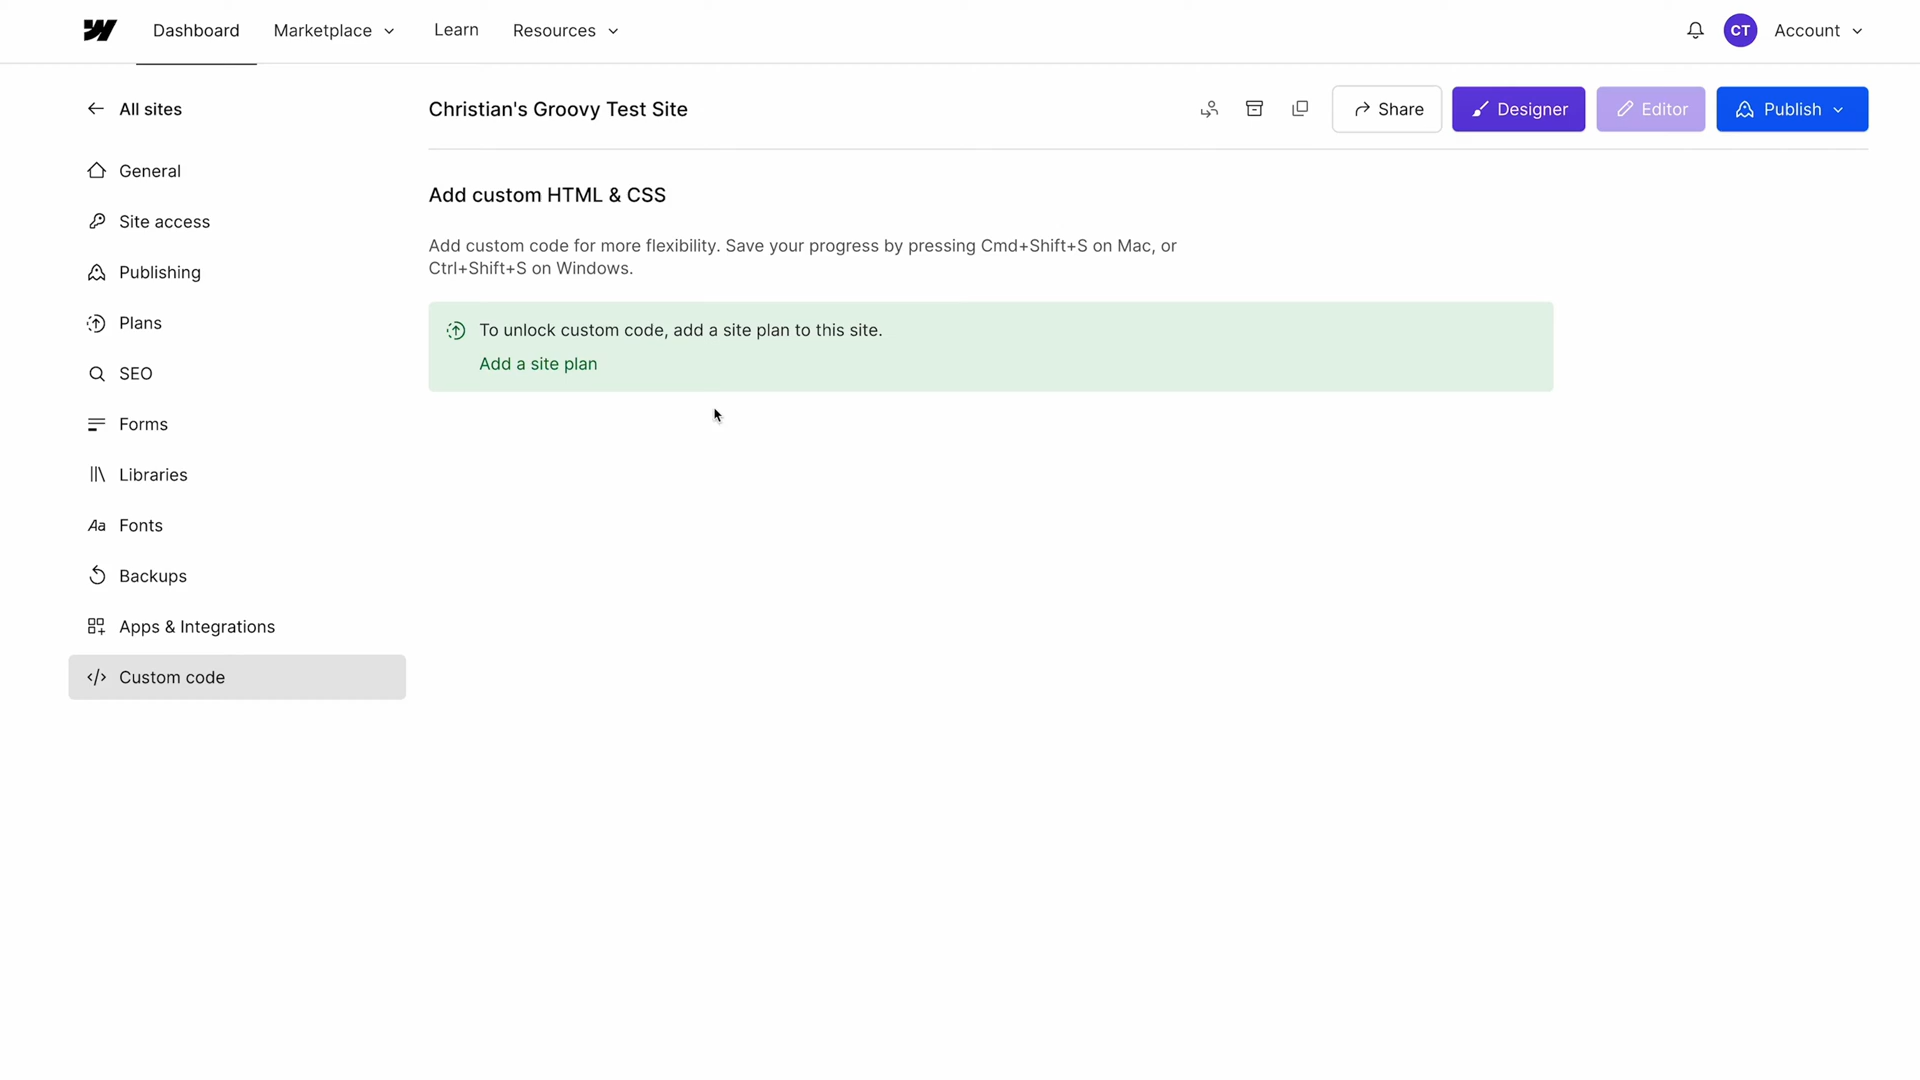 Dashboard
Marketplace
Learn
Resources
CT
Account
All sites
Christian's Groovy Test Site
Share
Designer
Editor
Publish
General
Site access
Publishing
Plans
SEO
Forms
Libraries
Aa Fonts
Backups
Apps & Integrations
</> Custom code
Add custom HTML & CSS
Add custom code for more flexibility. Save your progress by pressing Cmd+Shift+S on Mac, or
Ctrl+Shift+S on Windows.
To unlock custom code, add a site plan to this site.
Add a site plan